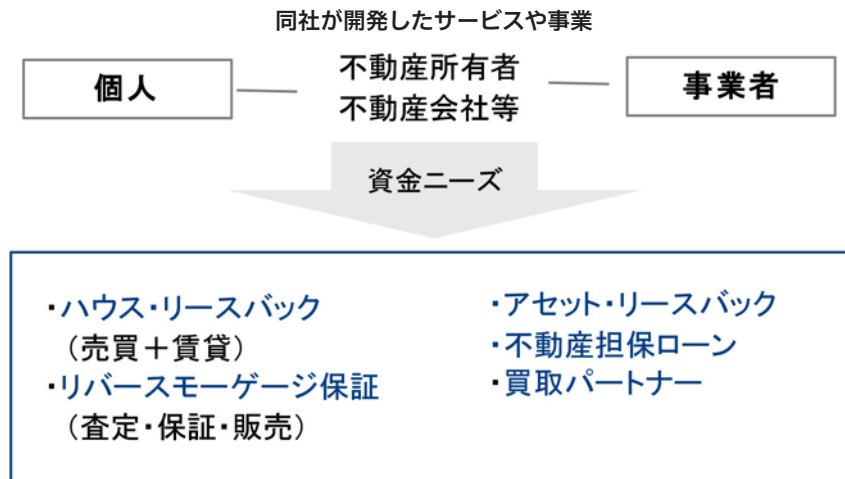 同社が開発したサービスや事業
個人
不動産所有者
不動産会社等
事業者
資金ニーズ
・ハウス・リースバック
（売買＋賃貸）
・リバースモーゲージ保証
（査定・保証・販売）
・アセット・リースバック
・不動産担保ローン
・買取パートナー